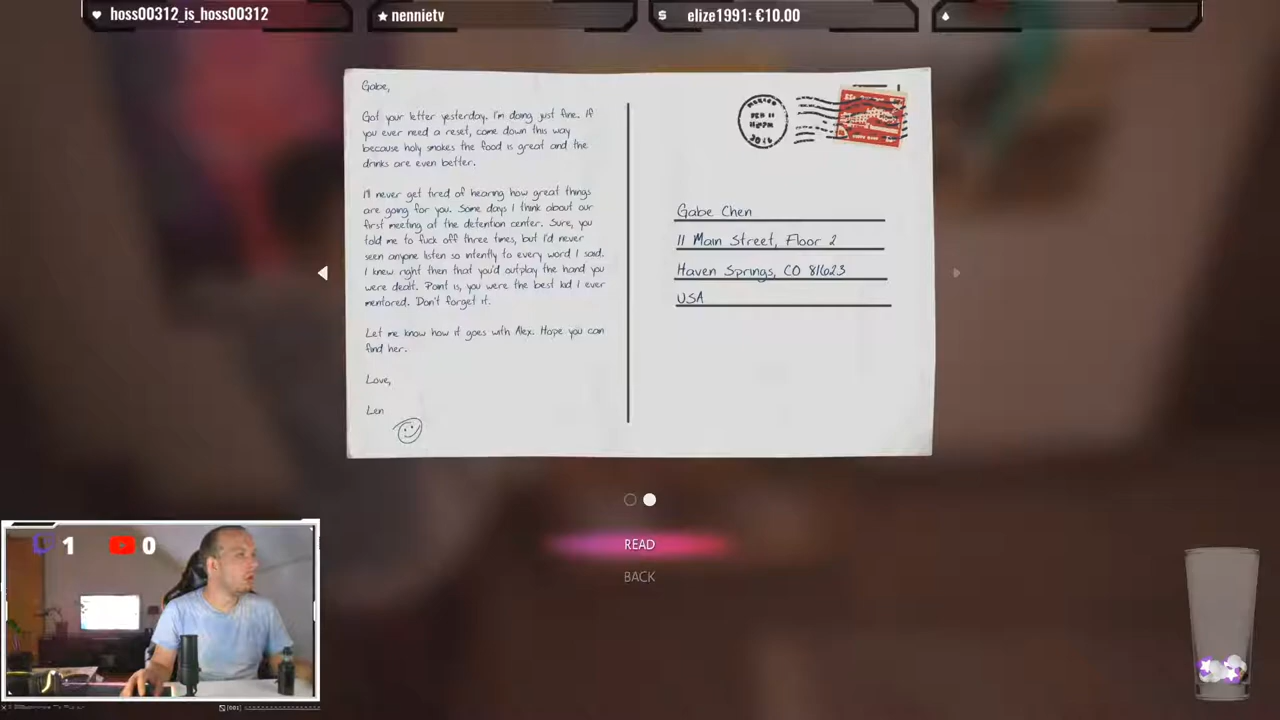 hoss00312_is_hoss00312
nennietv
elize1991: €10.00
Gabe,
Got your letter yesterday. I'm doing just fine. If
you ever need a reset, come down this way
because holy smokes the food is great and the
drinks are even better.
I'll never get tired of hearing how great things
are going for you. Some days I think about our
first meeting at the detention center. Sure, you
told me to fuck off three times, but I'd never
seen anyone listen so intently to every word I said.
I knew right then that you'd outplay the hand you
were dealt. Point is, you were the best kid I ever
mentored. Don't forget it.
Let me know how it goes with Alex. Hope you can
find her.
Love,
Len
MEXICO
FEB 11
Gabe Chen
11 Main Street, Floor 2
Haven Springs, CO 81623
USA
READ
BACK
1
0